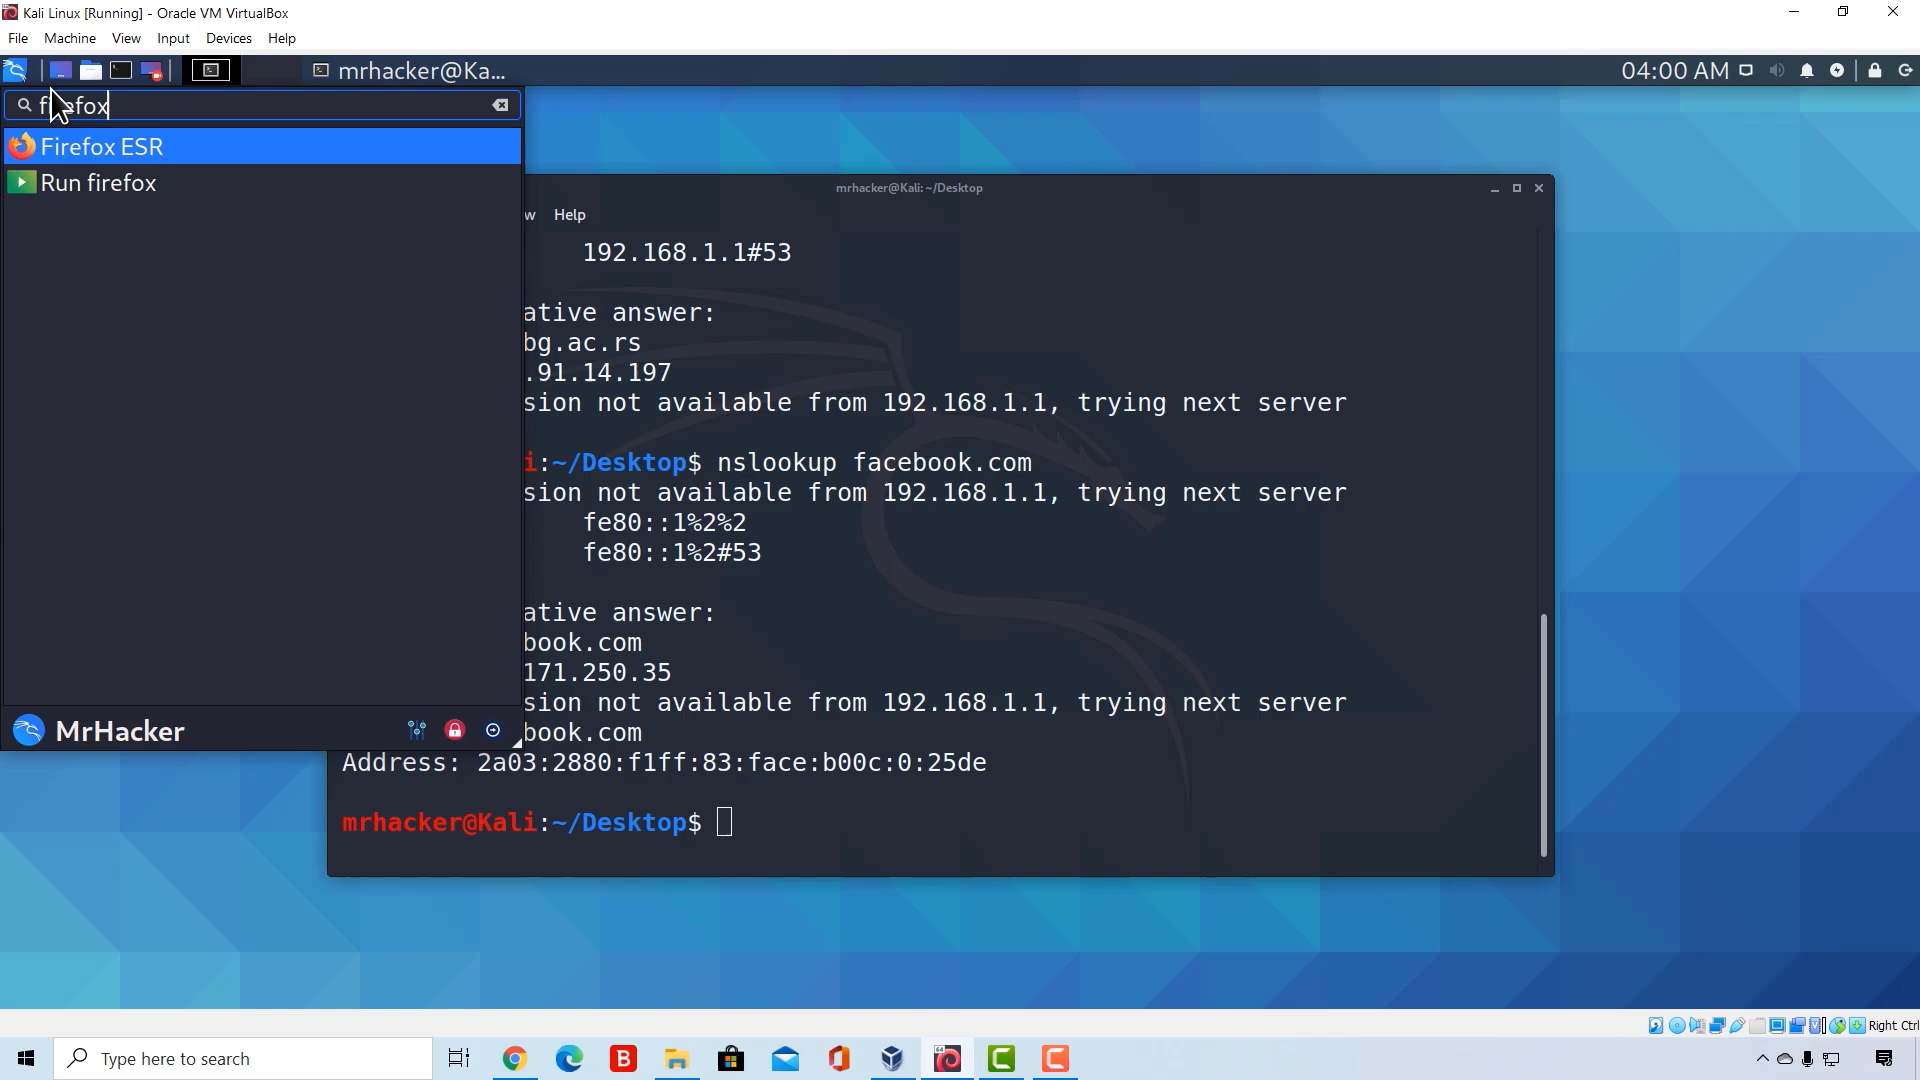 Kali Linux [Running] - Oracle VM VirtualBox
File Machine View Input Devices Help
mrhacker@Ka... 04:00 AM
firefox
Firefox ESR
Run firefox
MrHacker
mrhacker@Kali: ~/Desktop
w Help
192.168.1.1#53
ative answer:
bg.ac.rs
.91.14.197
sion not available from 192.168.1.1, trying next server
i:~/Desktop$ nslookup facebook.com
sion not available from 192.168.1.1, trying next server
fe80::1%2%2
fe80::1%2#53
ative answer:
book.com
171.250.35
sion not available from 192.168.1.1, trying next server
book.com
Address: 2a03:2880:f1ff:83:face:b00c:0:25de
mrhacker@Kali:~/Desktop$
Right Ctrl
Type here to search